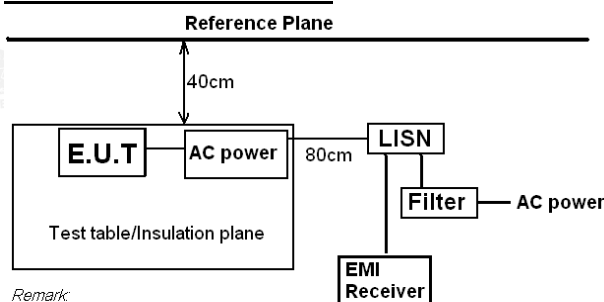 Reference Plane
40cm
E.U.T
AC power
80cm
LISN
Filter
AC power
Test table/Insulation plane
EMI
Receiver
Remark: